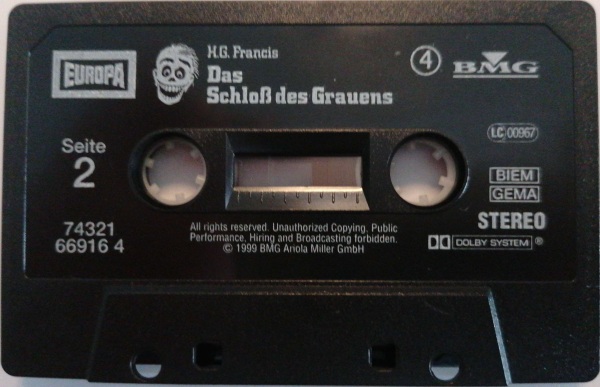 EUROPA
H.G. Francis
Das
Schloß des Grauens
4
BMG
LC 00967
Seite
2
BIEM
GEMA
STEREO
74321
66916 4
All rights reserved. Unauthorized Copying, Public
Performance, Hiring and Broadcasting forbidden.
© 1999 BMG Ariola Miller GmbH
DOLBY SYSTEM ®